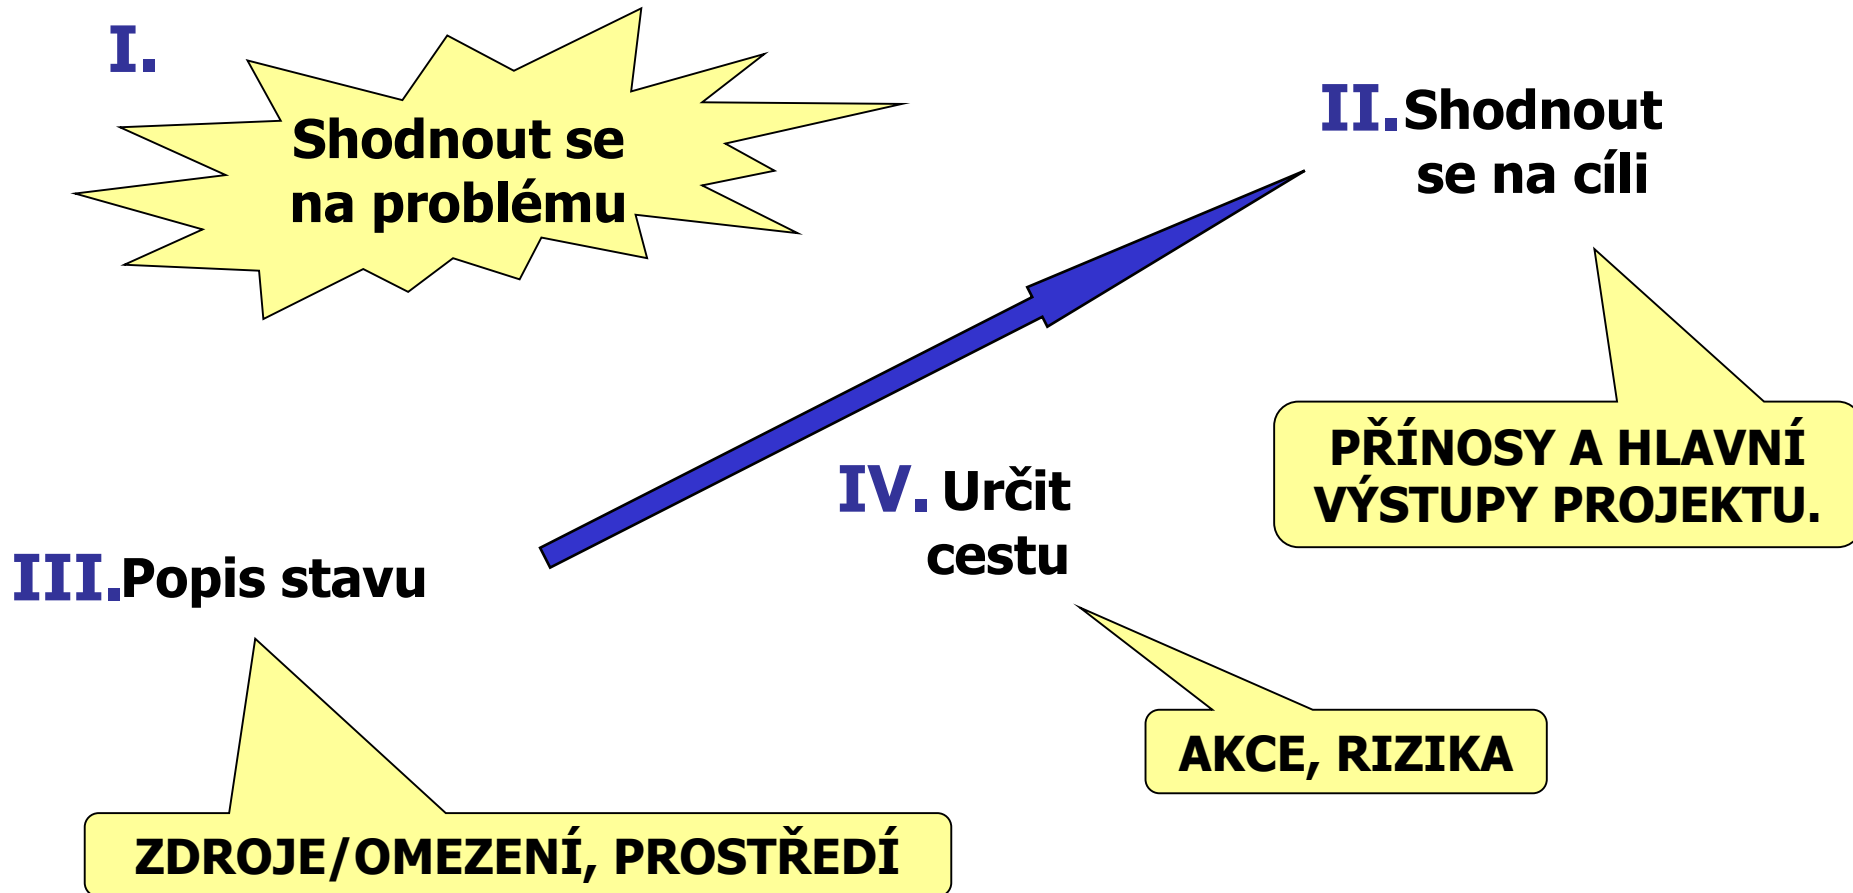 I.
Shodnout se
na problému
II. Shodnout
se na cíli
PŘÍNOSY A HLAVNÍ
VÝSTUPY PROJEKTU.
III. Popis stavu
ZDROJE/OMEZENÍ, PROSTŘEDÍ
IV. Určit
cestu
AKCE, RIZIKA